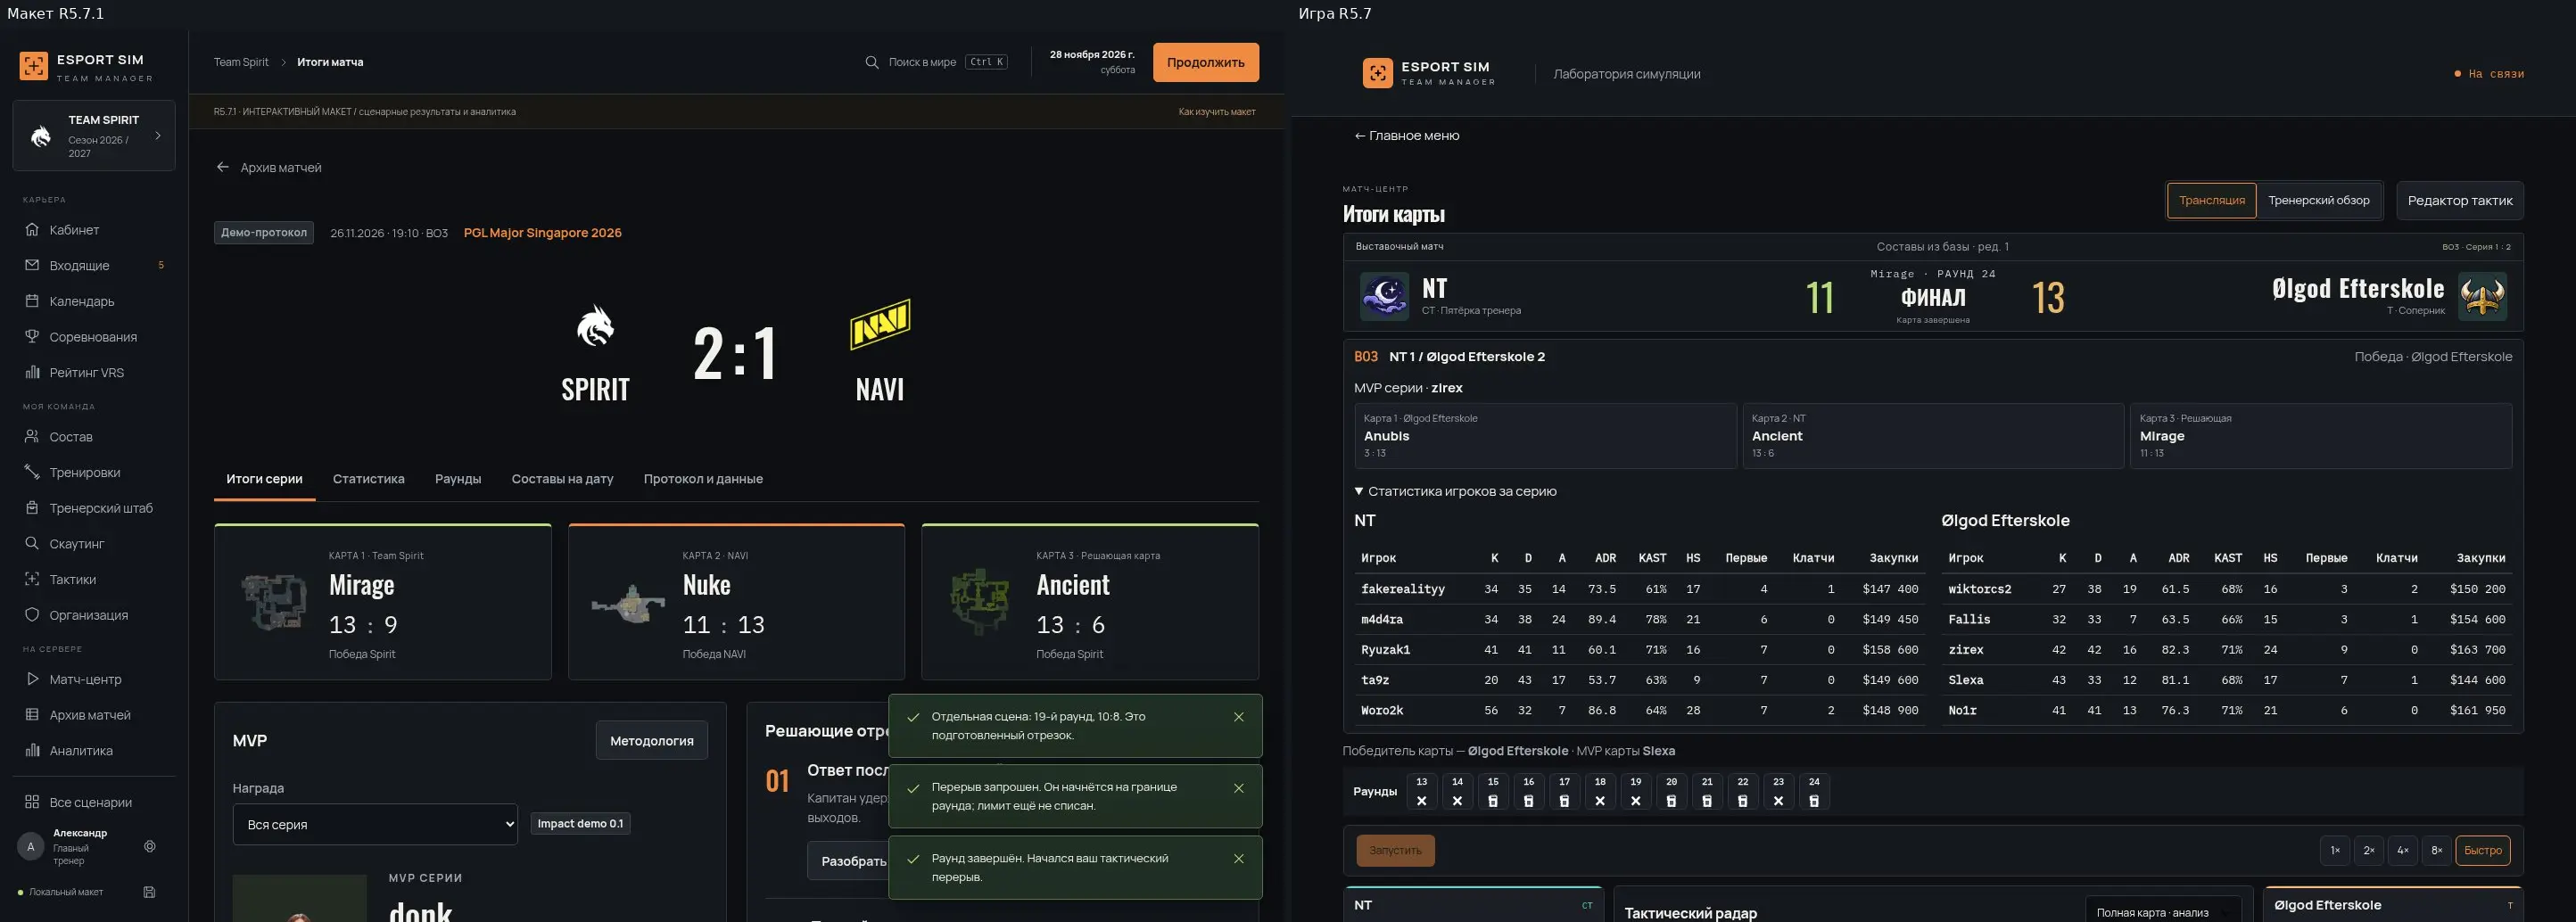 Макет R5.7.1
ESPORT SIM
TEAM MANAGER
TEAM SPIRIT
Сезон 2026 /
2027
КАРЬЕРА
Кабинет
Входящие 5
Календарь
Соревнования
Рейтинг VRS
МОЯ КОМАНДА
Состав
Тренировки
Тренерский штаб
Скаутинг
Тактики
Организация
НА СЕРВЕРЕ
Матч-центр
Архив матчей
Аналитика
Все сценарии
А
Александр
Главный
тренер
Локальный макет
Team Spirit > Итоги матча
Поиск в мире Ctrl K
28 ноября 2026 г.
суббота
Продолжить
R5.7.1 · ИНТЕРАКТИВНЫЙ МАКЕТ / сценарные результаты и аналитика
Как изучить макет
← Архив матчей
Демо-протокол 26.11.2026 · 19:10 · BO3 PGL Major Singapore 2026
SPIRIT
2:1
NAVI
NAVI
Итоги серии Статистика Раунды Составы на дату Протокол и данные
КАРТА 1 · Team Spirit
Mirage
13 : 9
Победа Spirit
КАРТА 2 · NAVI
Nuke
11 : 13
Победа NAVI
КАРТА 3 · Решающая карта
Ancient
13 : 6
Победа Spirit
MVP
Методология
Награда
Вся серия
Impact demo 0.1
MVP СЕРИИ
donk
Решающие отре
01
Ответ посл
Капитан удер
выходов.
Разобрать
Отдельная сцена: 19-й раунд, 10:8. Это
подготовленный отрезок.
Перерыв запрошен. Он начнётся на границе
раунда; лимит ещё не списан.
Раунд завершён. Начался ваш тактический
перерыв.
Игра R5.7
ESPORT SIM
TEAM MANAGER
Лаборатория симуляции
На связи
← Главное меню
МАТЧ-ЦЕНТР
Итоги карты
Трансляция Тренерский обзор Редактор тактик
Выставочный матч Составы из базы · ред. 1 BO3 · Серия 1 : 2
NT
CT · Пятёрка тренера
11
Mirage · РАУНД 24
ФИНАЛ
Карта завершена
13
Ølgod Efterskole
T · Соперник
BO3 NT 1 / Ølgod Efterskole 2 Победа · Ølgod Efterskole
MVP серии · zirex
Карта 1 · Ølgod Efterskole
Anubis
3 : 13
Карта 2 · NT
Ancient
13 : 6
Карта 3 · Решающая
Mirage
11 : 13
▼ Статистика игроков за серию
NT
Игрок K D A ADR KAST HS Первые Клатчи Закупки
fakerealityy 34 35 14 73.5 61% 17 4 1 $147 400
m4d4ra 34 38 24 89.4 78% 21 6 0 $149 450
Ryuzak1 41 41 11 60.1 71% 16 7 0 $158 600
ta9z 20 43 17 53.7 63% 9 7 0 $149 600
Woro2k 56 32 7 86.8 64% 28 7 2 $148 900
Ølgod Efterskole
Игрок K D A ADR KAST HS Первые Клатчи Закупки
wiktorcs2 27 38 19 61.5 68% 16 3 2 $150 200
Fallis 32 33 7 63.5 66% 15 3 1 $154 600
zirex 42 42 16 82.3 71% 24 9 0 $163 700
Slexa 43 33 12 81.1 68% 17 7 1 $144 600
No1r 41 41 13 76.3 71% 21 6 0 $161 950
Победитель карты — Ølgod Efterskole · MVP карты Slexa
Раунды 13 14 15 16 17 18 19 20 21 22 23 24
Запустить
1× 2× 4× 8× Быстро
NT CT
Тактический радар
Полная карта · анализ
Ølgod Efterskole T